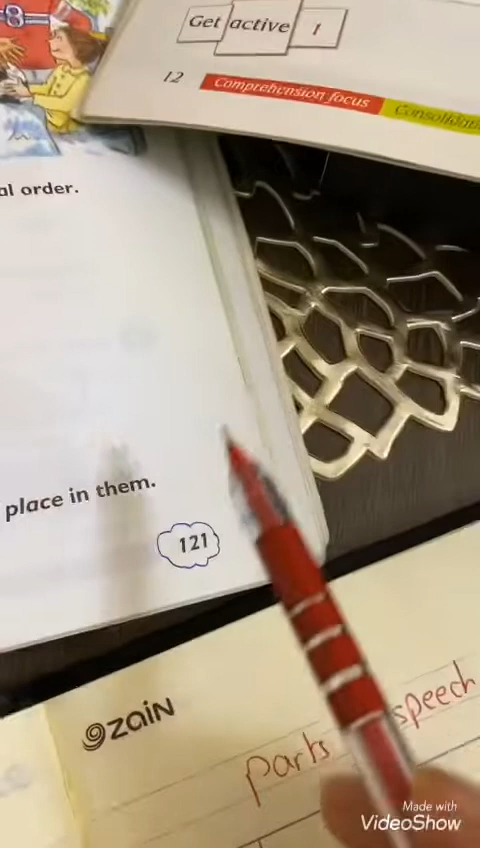 8
Get active 1
12 Comprehension focus
al order.
place in them.
121
zain
parts speech
Made with
VideoShow